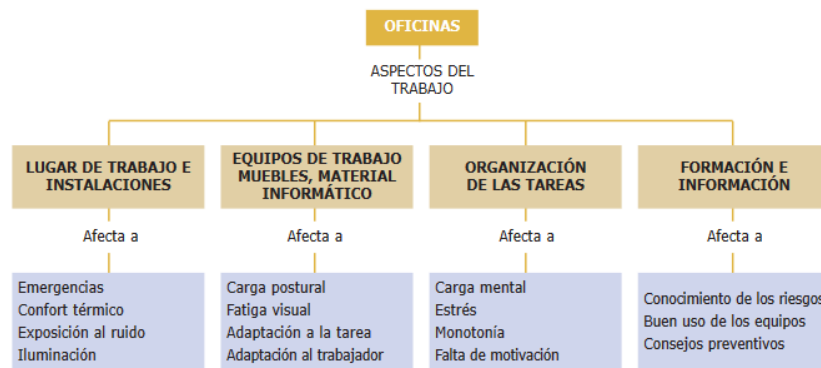 OFICINAS
ASPECTOS DEL
TRABAJO
LUGAR DE TRABAJO E
INSTALACIONES
Afecta a
Emergencias
Confort térmico
Exposición al ruido
Iluminación
EQUIPOS DE TRABAJO
MUEBLES, MATERIAL
INFORMÁTICO
Afecta a
Carga postural
Fatiga visual
Adaptación a la tarea
Adaptación al trabajador
ORGANIZACIÓN
DE LAS TAREAS
Afecta a
Carga mental
Estrés
Monotonía
Falta de motivación
FORMACIÓN E
INFORMACIÓN
Afecta a
Conocimiento de los riesgos
Buen uso de los equipos
Consejos preventivos